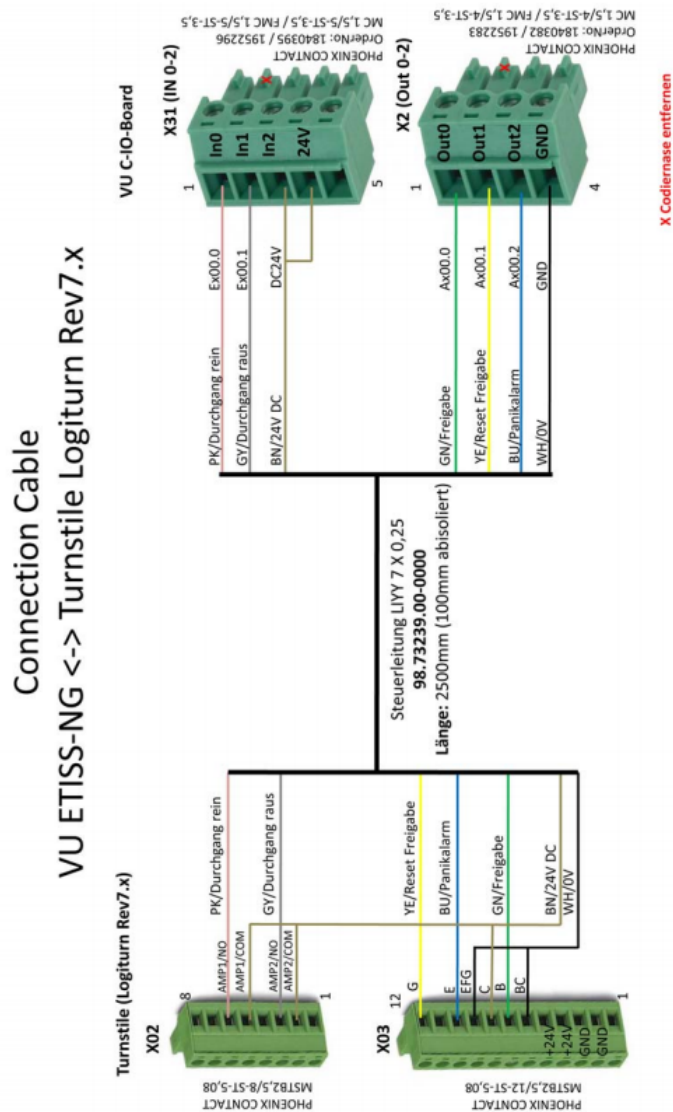 Connection Cable
VU ETISS-NG <-> Turnstile Logiturn Rev7.x
Turnstile (Logiturn Rev7.x)
VU C-IO-Board
X02
8
1
PHOENIX CONTACT
MSTB2,5/8-ST-5,08
AMP1/NO
AMP1/COM
AMP2/NO
AMP2/COM
PK/Durchgang rein
GY/Durchgang raus
X03
12
1
PHOENIX CONTACT
MSTB2,5/12-ST-5,08
G
E
EFG
C
B
BC
+24V
+24V
GND
GND
YE/Reset Freigabe
BU/Panikalarm
GN/Freigabe
BN/24V DC
WH/0V
Steuerleitung LIYY 7 X 0,25
98.73239.00-0000
Länge: 2500mm (100mm abisoliert)
PK/Durchgang rein
GY/Durchgang raus
BN/24V DC
Ex00.0
Ex00.1
DC24V
X31 (IN 0-2)
1
5
In0
In1
In2
24V
X
PHOENIX CONTACT
OrderNo: 1840395 / 1952296
MC 1,5/5-ST-3,5 / FMC 1,5/5-ST-3,5
GN/Freigabe
YE/Reset Freigabe
BU/Panikalarm
WH/0V
Ax00.0
Ax00.1
Ax00.2
GND
X2 (Out 0-2)
1
4
Out0
Out1
Out2
GND
X
PHOENIX CONTACT
OrderNo: 1840382 / 1952283
MC 1,5/4-ST-3,5 / FMC 1,5/4-ST-3,5
X Codiernase entfernen